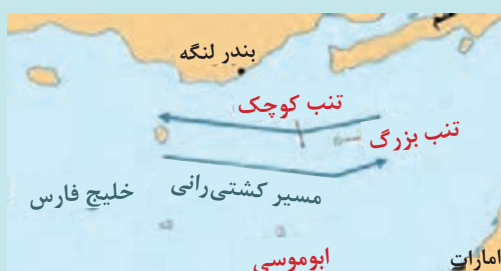 بندر لنگه
تنب کوچک
تنب بزرگ
مسیر کشتی‌رانی
خلیج فارس
ابوموسی
امارات